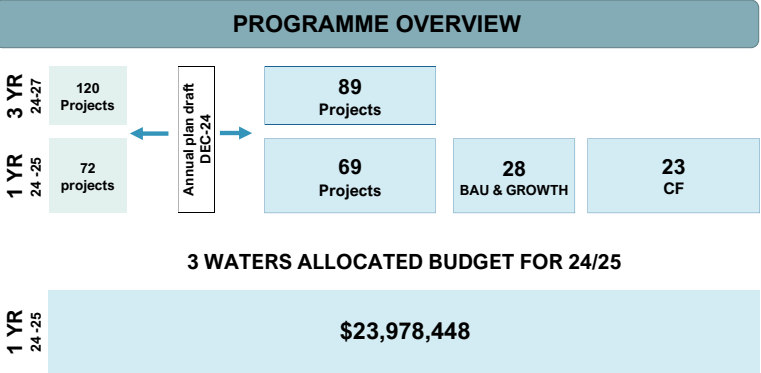 PROGRAMME OVERVIEW
3 YR
24-27
120
Projects
Annual plan draft
DEC-24
89
Projects
1 YR
24 -25
72
projects
69
Projects
28
BAU & GROWTH
23
CF
3 WATERS ALLOCATED BUDGET FOR 24/25
1 YR
24 -25
$23,978,448